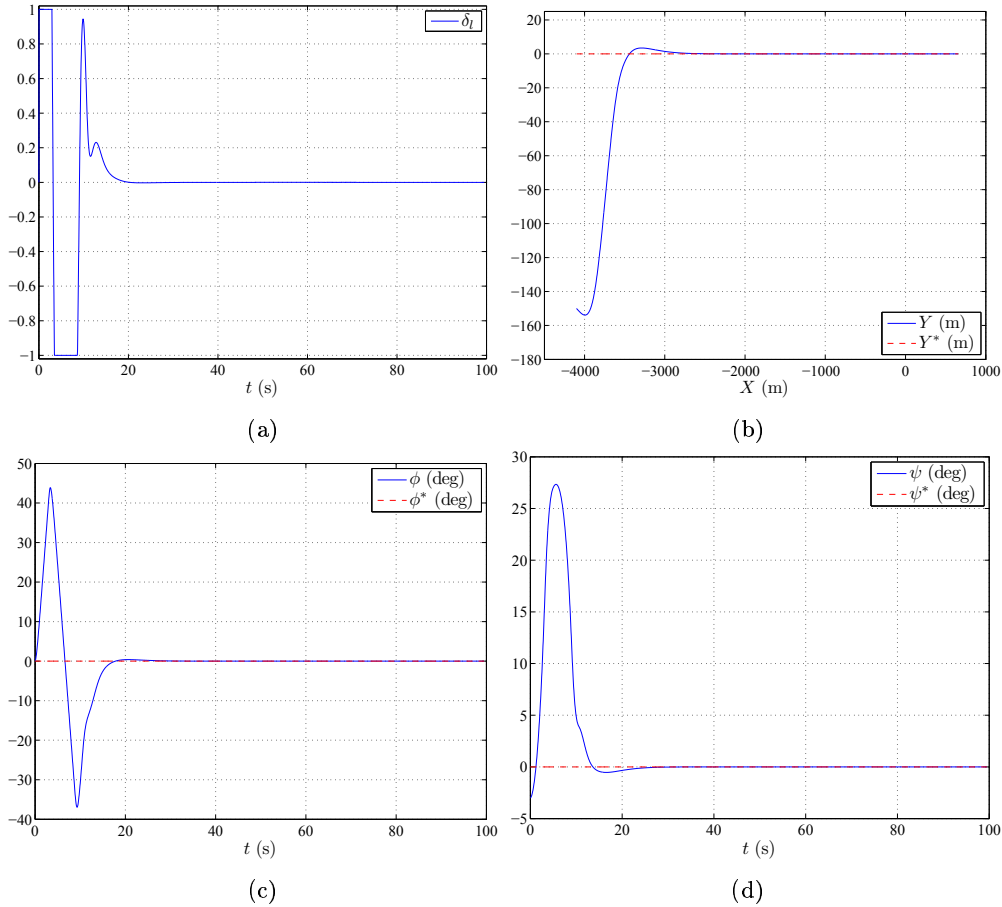 1
0.8
0.6
0.4
0.2
0
−0.2
−0.4
−0.6
−0.8
−1
0 20 40 60 80 100
t (s)
δl
(a)
20
0
−20
−40
−60
−80
−100
−120
−140
−160
−180
−4000 −3000 −2000 −1000 0 1000
X (m)
Y (m)
Y* (m)
(b)
50
40
30
20
10
0
−10
−20
−30
−40
0 20 40 60 80 100
t (s)
ϕ (deg)
ϕ* (deg)
(c)
30
25
20
15
10
5
0
−5
0 20 40 60 80 100
t (s)
ψ (deg)
ψ* (deg)
(d)